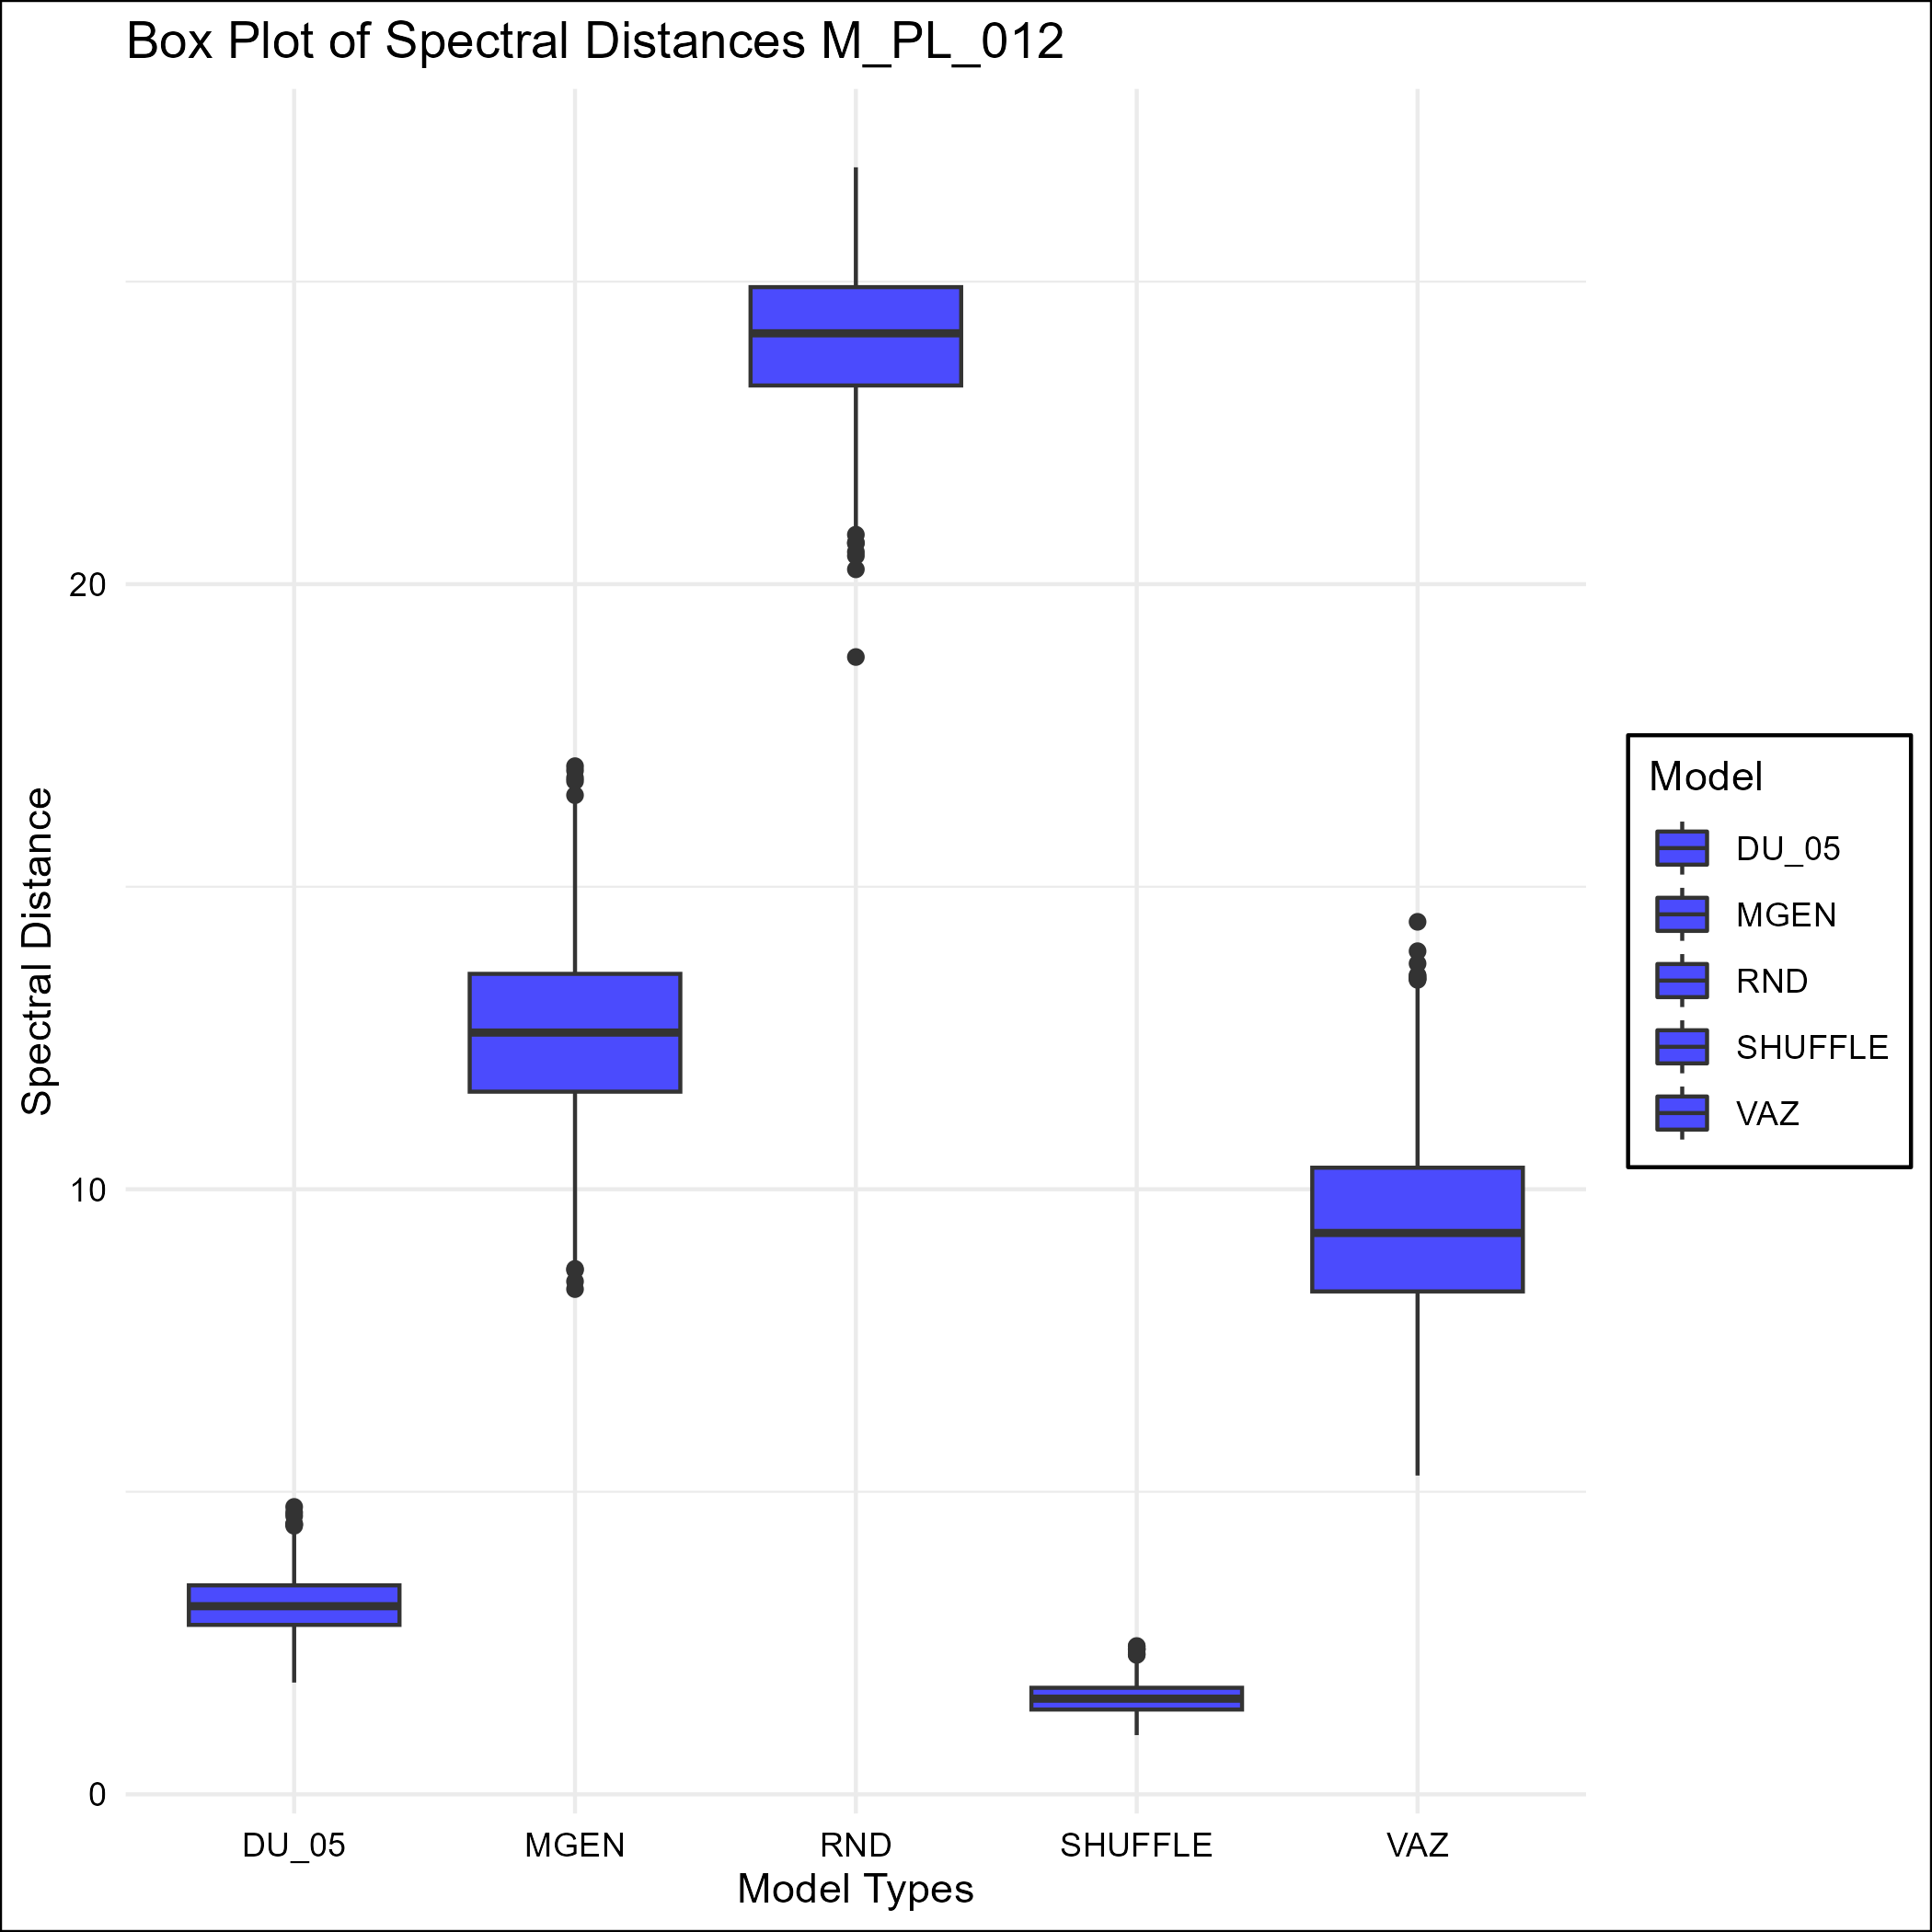 Box Plot of Spectral Distances M_PL_012
Spectral Distance
20
10
0
DU_05
MGEN
RND
SHUFFLE
VAZ
Model Types
Model
DU_05
MGEN
RND
SHUFFLE
VAZ